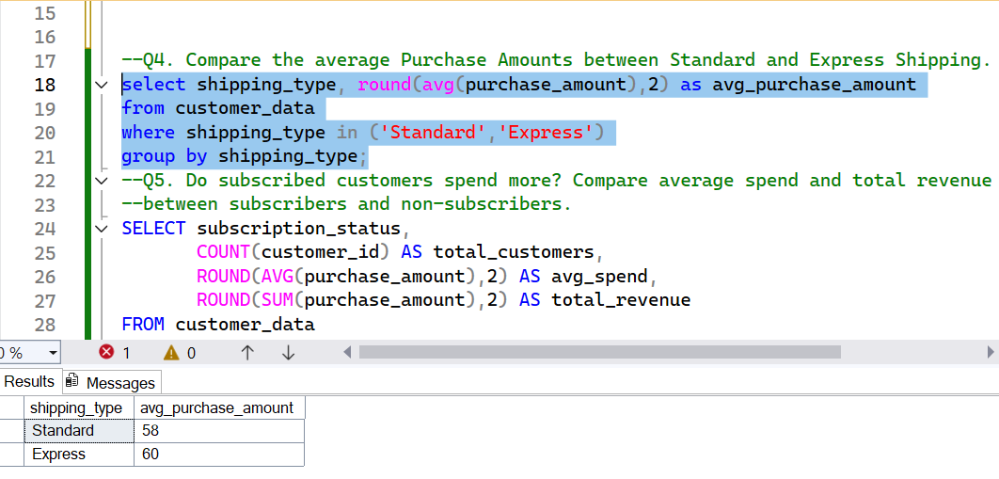 15
16
17 --Q4. Compare the average Purchase Amounts between Standard and Express Shipping.
18 select shipping_type, round(avg(purchase_amount),2) as avg_purchase_amount
19 from customer_data
20 where shipping_type in ('Standard','Express')
21 group by shipping_type;
22 --Q5. Do subscribed customers spend more? Compare average spend and total revenue
23 --between subscribers and non-subscribers.
24 SELECT subscription_status,
25 COUNT(customer_id) AS total_customers,
26 ROUND(AVG(purchase_amount),2) AS avg_spend,
27 ROUND(SUM(purchase_amount),2) AS total_revenue
28 FROM customer_data
0 % 1 0
Results Messages
shipping_type avg_purchase_amount
Standard 58
Express 60